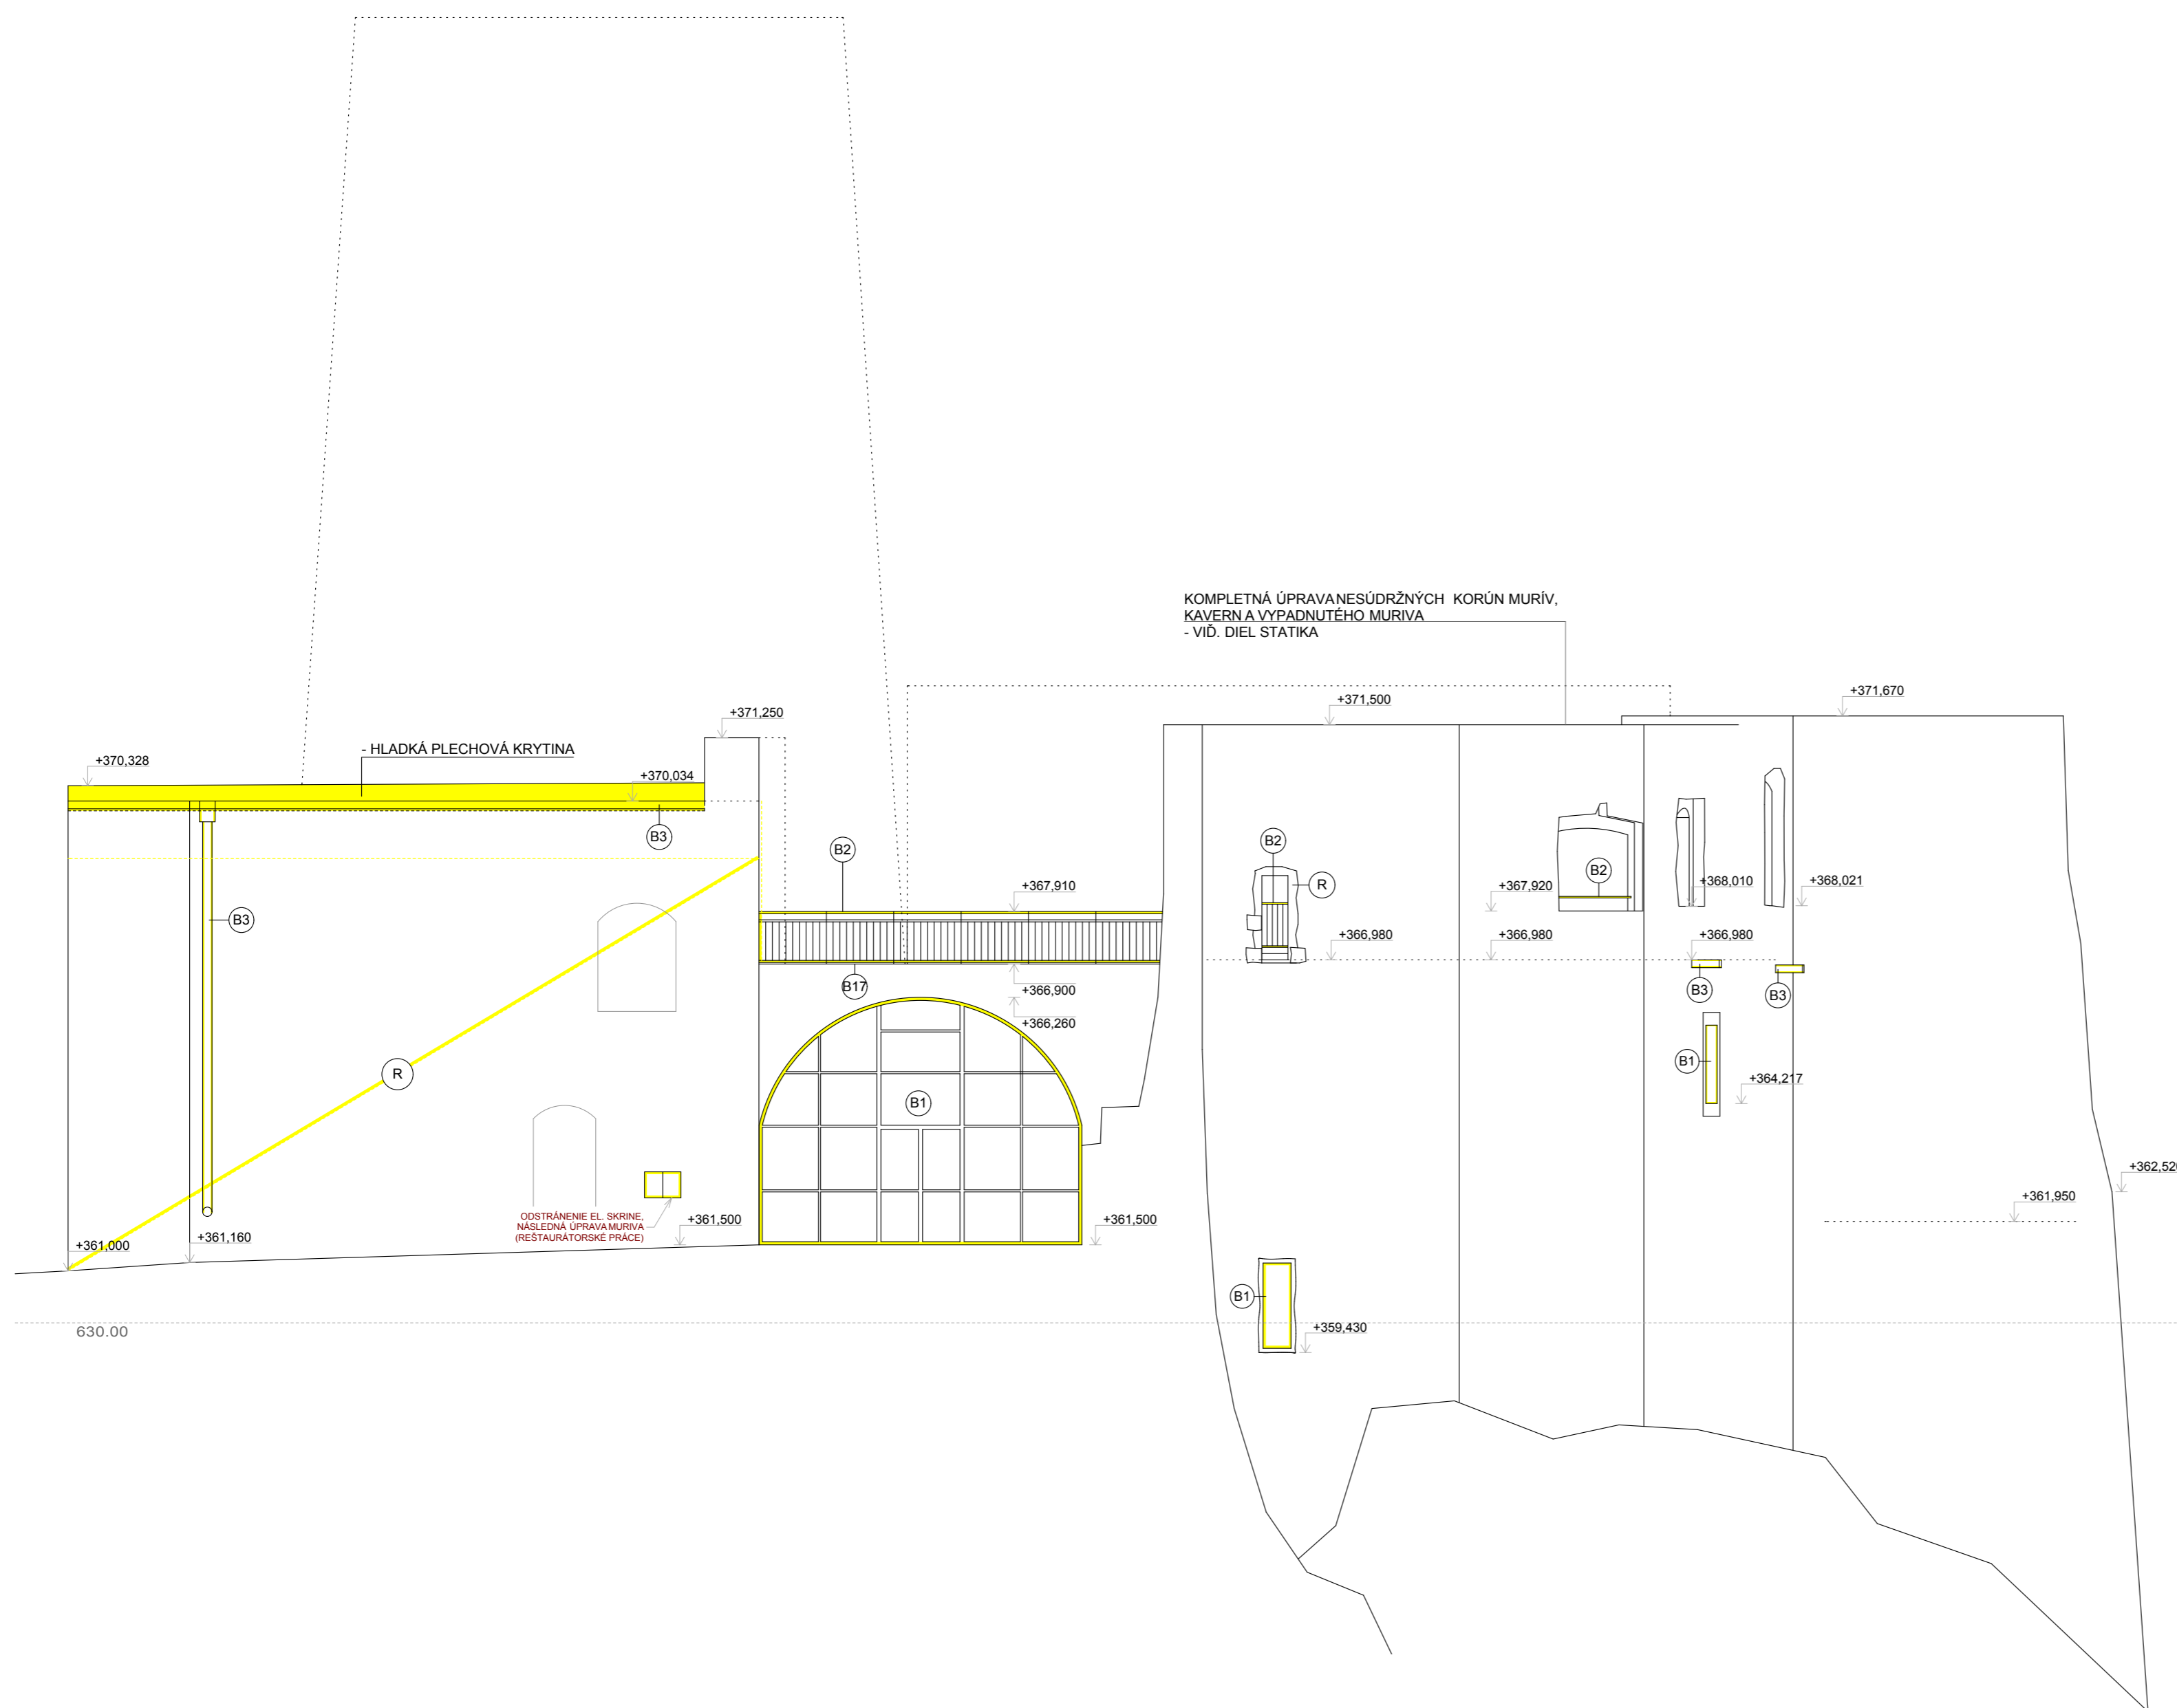 KOMPLETNÁ ÚPRAVA NESÚDRŽNÝCH KORÚN MURÍV,
KAVERN A VYPADNUTÉHO MURIVA
- VIĎ. DIEL STATIKA
+371,670
+371,500
+371,250
- HLADKÁ PLECHOVÁ KRYTINA
+370,328
+370,034
B3
B2
B2
B2
R
+367,910
+367,920
+368,010
+368,021
B3
+366,980
+366,980
+366,980
B17
+366,900
B3
B3
+366,260
R
B1
B1
+364,217
+362,520
+361,950
ODSTRÁNENIE EL. SKRINE,
NÁSLEDNÁ ÚPRAVA MURIVA
(REŠTAURÁTORSKÉ PRÁCE)
+361,500
+361,500
+361,160
+361,000
B1
+359,430
630.00